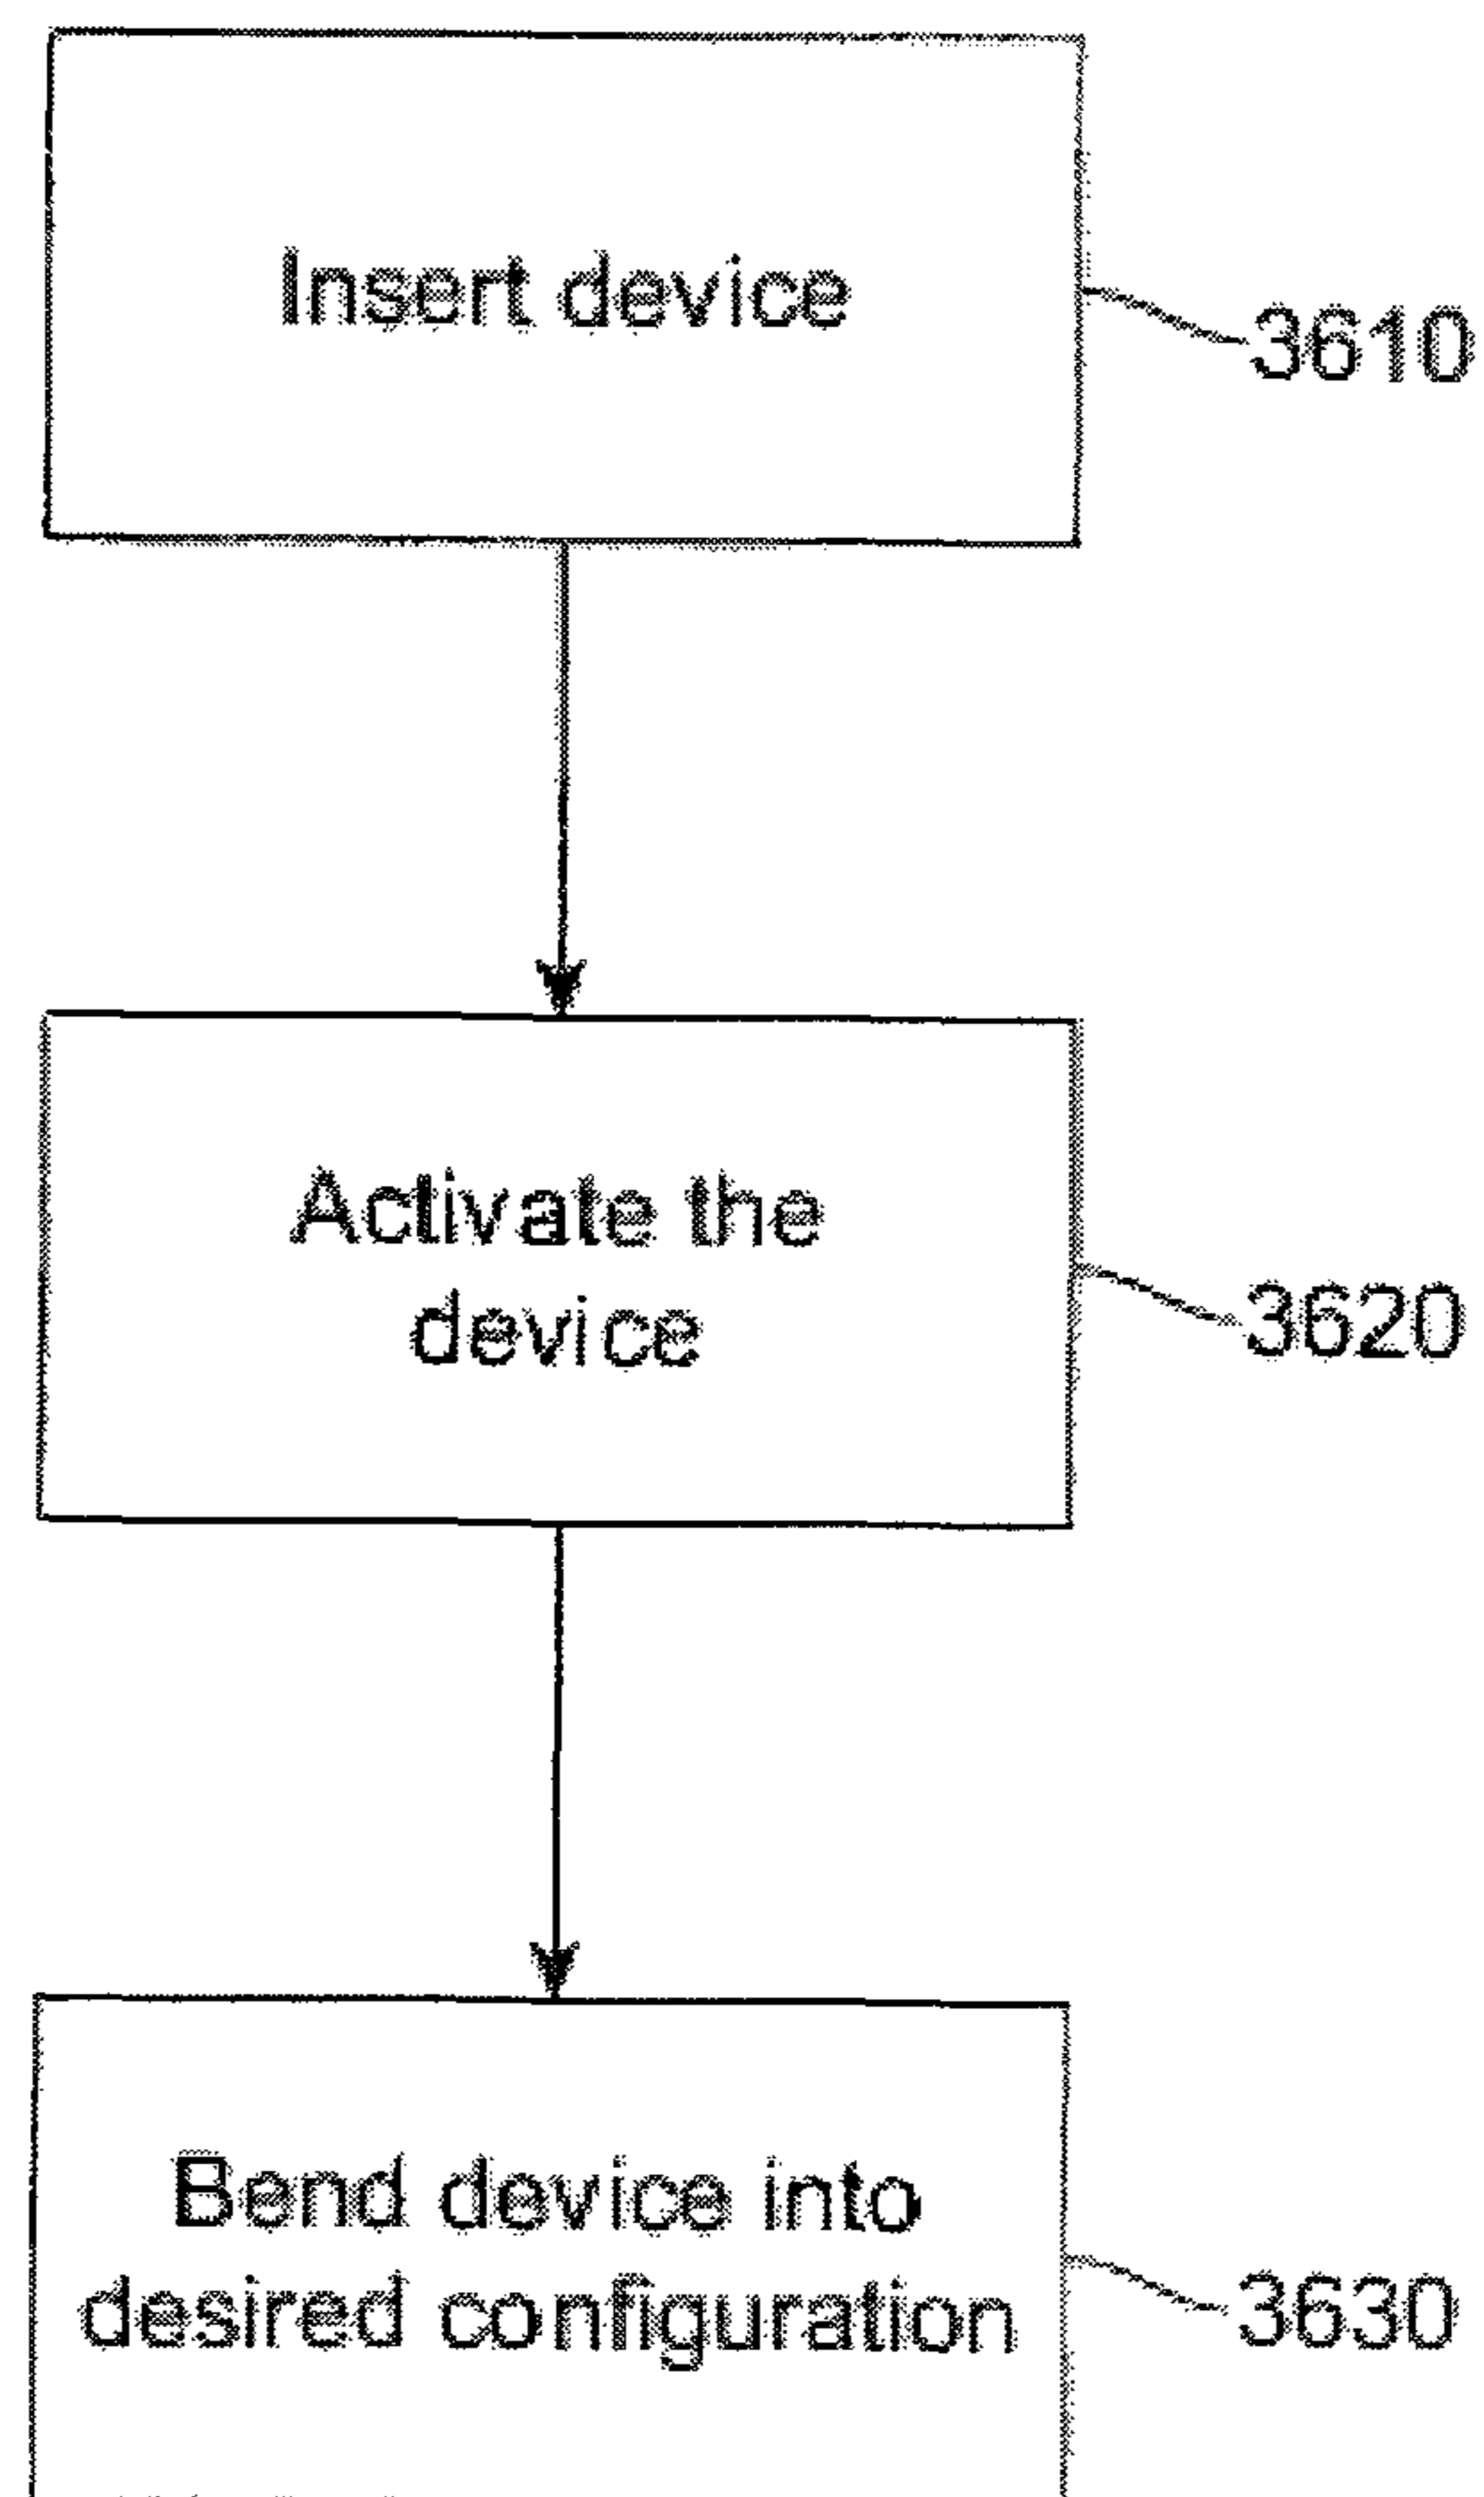 Insert device
3610
Activate the
device
3620
Bend device into
desired configuration
3630